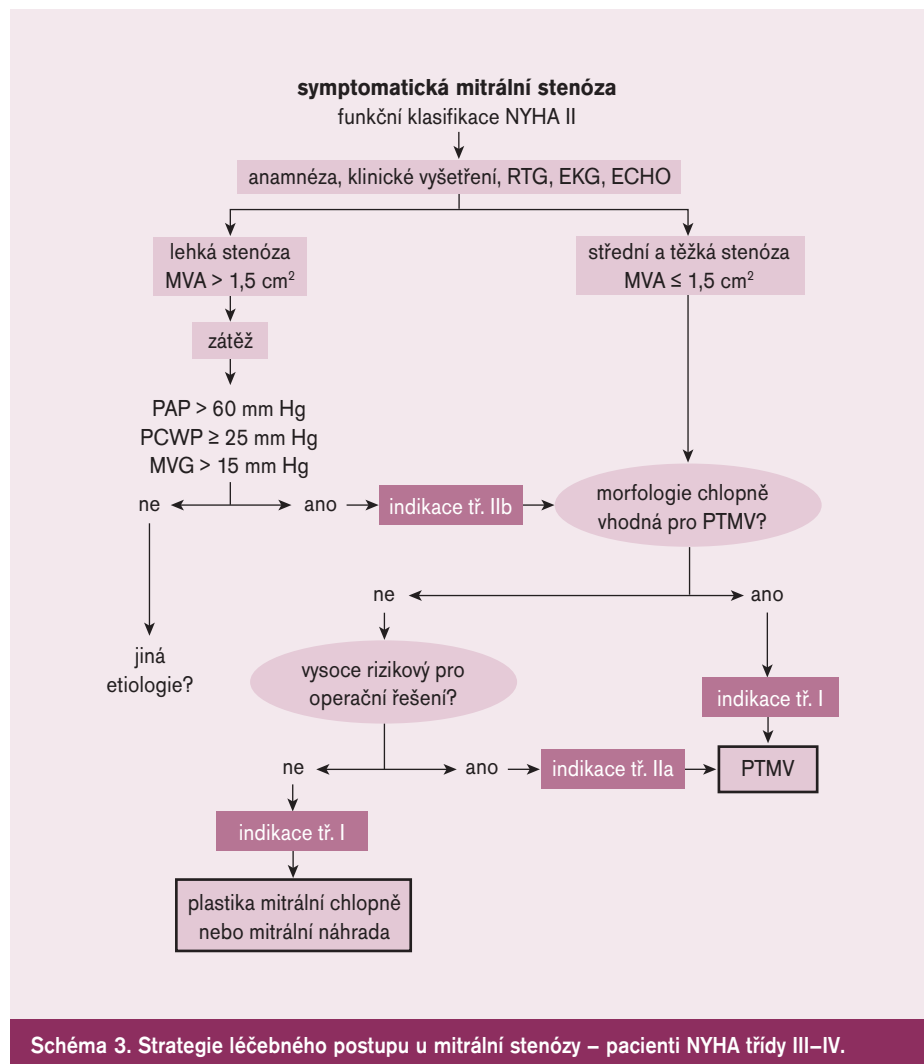 symptomatická mitrální stenóza
funkční klasifikace NYHA II
anamnéza, klinické vyšetření, RTG, EKG, ECHO
lehká stenóza
MVA > 1,5 cm²
střední a těžká stenóza
MVA ≤ 1,5 cm²
zátěž
PAP > 60 mm Hg
PCWP ≥ 25 mm Hg
MVG > 15 mm Hg
ne
ano
indikace tř. IIb
morfologie chlopně
vhodná pro PTMV?
ne
ano
jiná
etiologie?
vysoce rizikový pro
operační řešení?
indikace tř. I
ne
ano
indikace tř. IIa
PTMV
indikace tř. I
plastika mitrální chlopně
nebo mitrální náhrada
Schéma 3. Strategie léčebného postupu u mitrální stenózy – pacienti NYHA třídy III–IV.